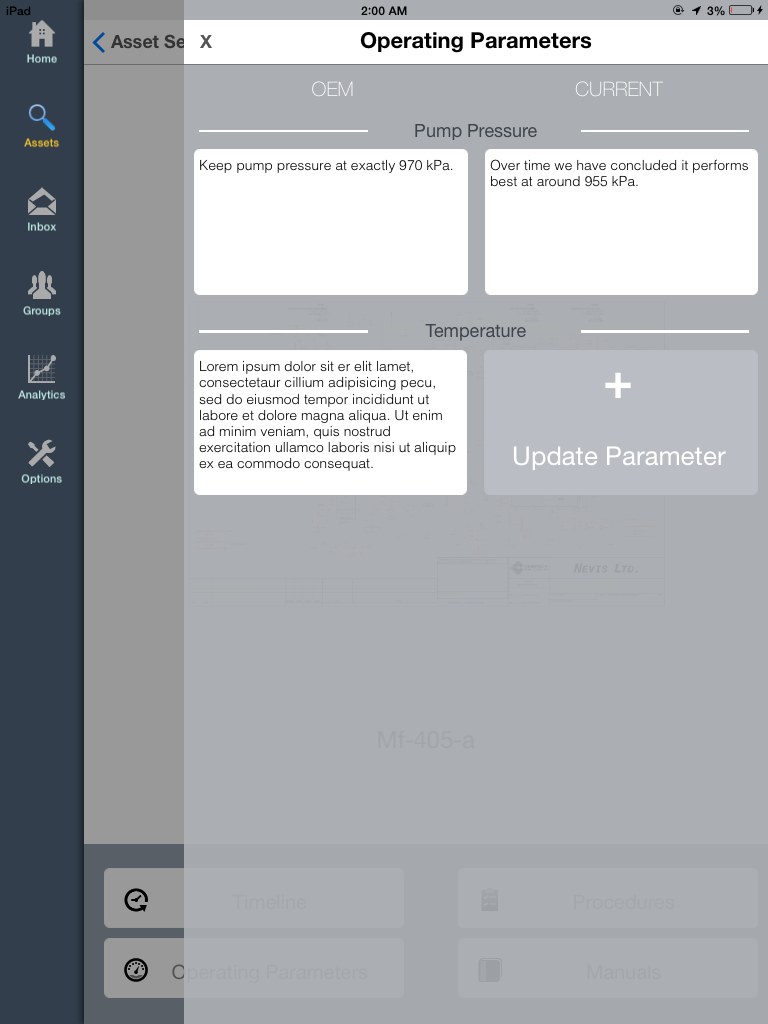 iPad
2:00 AM
3%
Home
Assets
Inbox
Groups
Analytics
Options
Asset Se
X
Operating Parameters
OEM
CURRENT
Pump Pressure
Keep pump pressure at exactly 970 kPa.
Over time we have concluded it performs
best at around 955 kPa.
Temperature
Lorem ipsum dolor sit er elit lamet,
consectetaur cillium adipisicing pecu,
sed do eiusmod tempor incididunt ut
labore et dolore magna aliqua. Ut enim
ad minim veniam, quis nostrud
exercitation ullamco laboris nisi ut aliquip
ex ea commodo consequat.
+
Update Parameter
Nevis Ltd.
Mf-405-a
Timeline
Procedures
Operating Parameters
Manuals